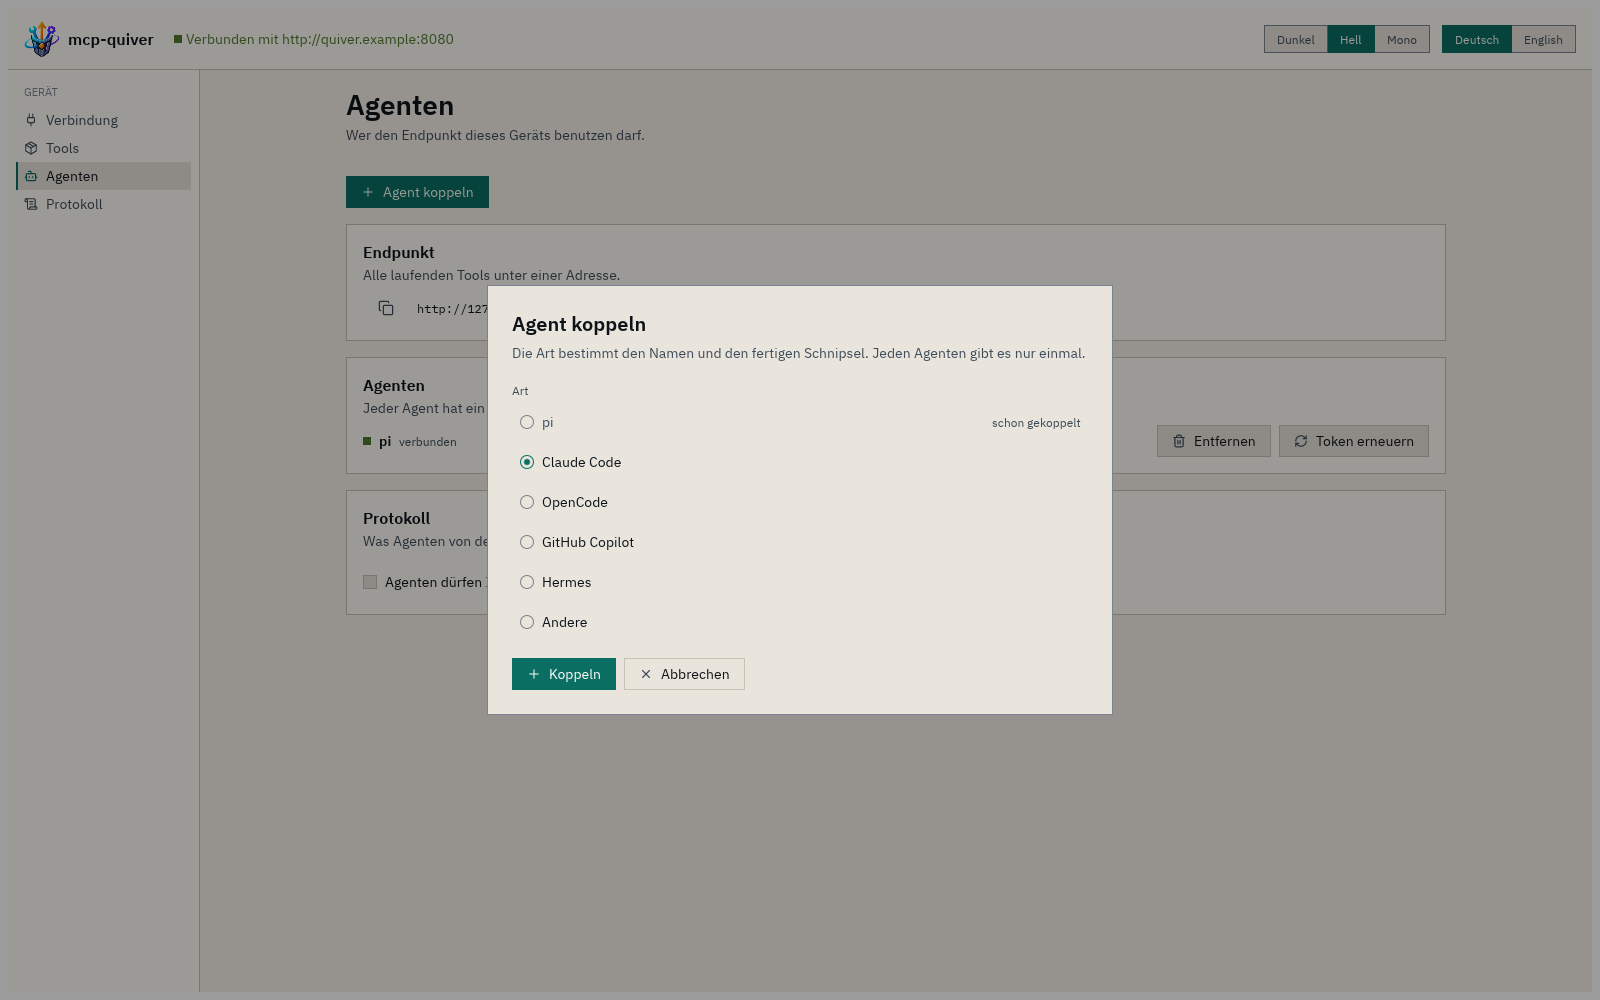 mcp-quiver
Verbunden mit http://quiver.example:8080
Dunkel
Hell
Mono
Deutsch
English
GERÄT
Verbindung
Tools
Agenten
Protokoll
Agenten
Wer den Endpunkt dieses Geräts benutzen darf.
Agent koppeln
Endpunkt
Alle laufenden Tools unter einer Adresse.
http://127
Agenten
Jeder Agent hat ein
pi verbunden
Entfernen
Token erneuern
Protokoll
Was Agenten von de
Agenten dürfen
Agent koppeln
Die Art bestimmt den Namen und den fertigen Schnipsel. Jeden Agenten gibt es nur einmal.
Art
pi
schon gekoppelt
Claude Code
OpenCode
GitHub Copilot
Hermes
Andere
Koppeln
Abbrechen